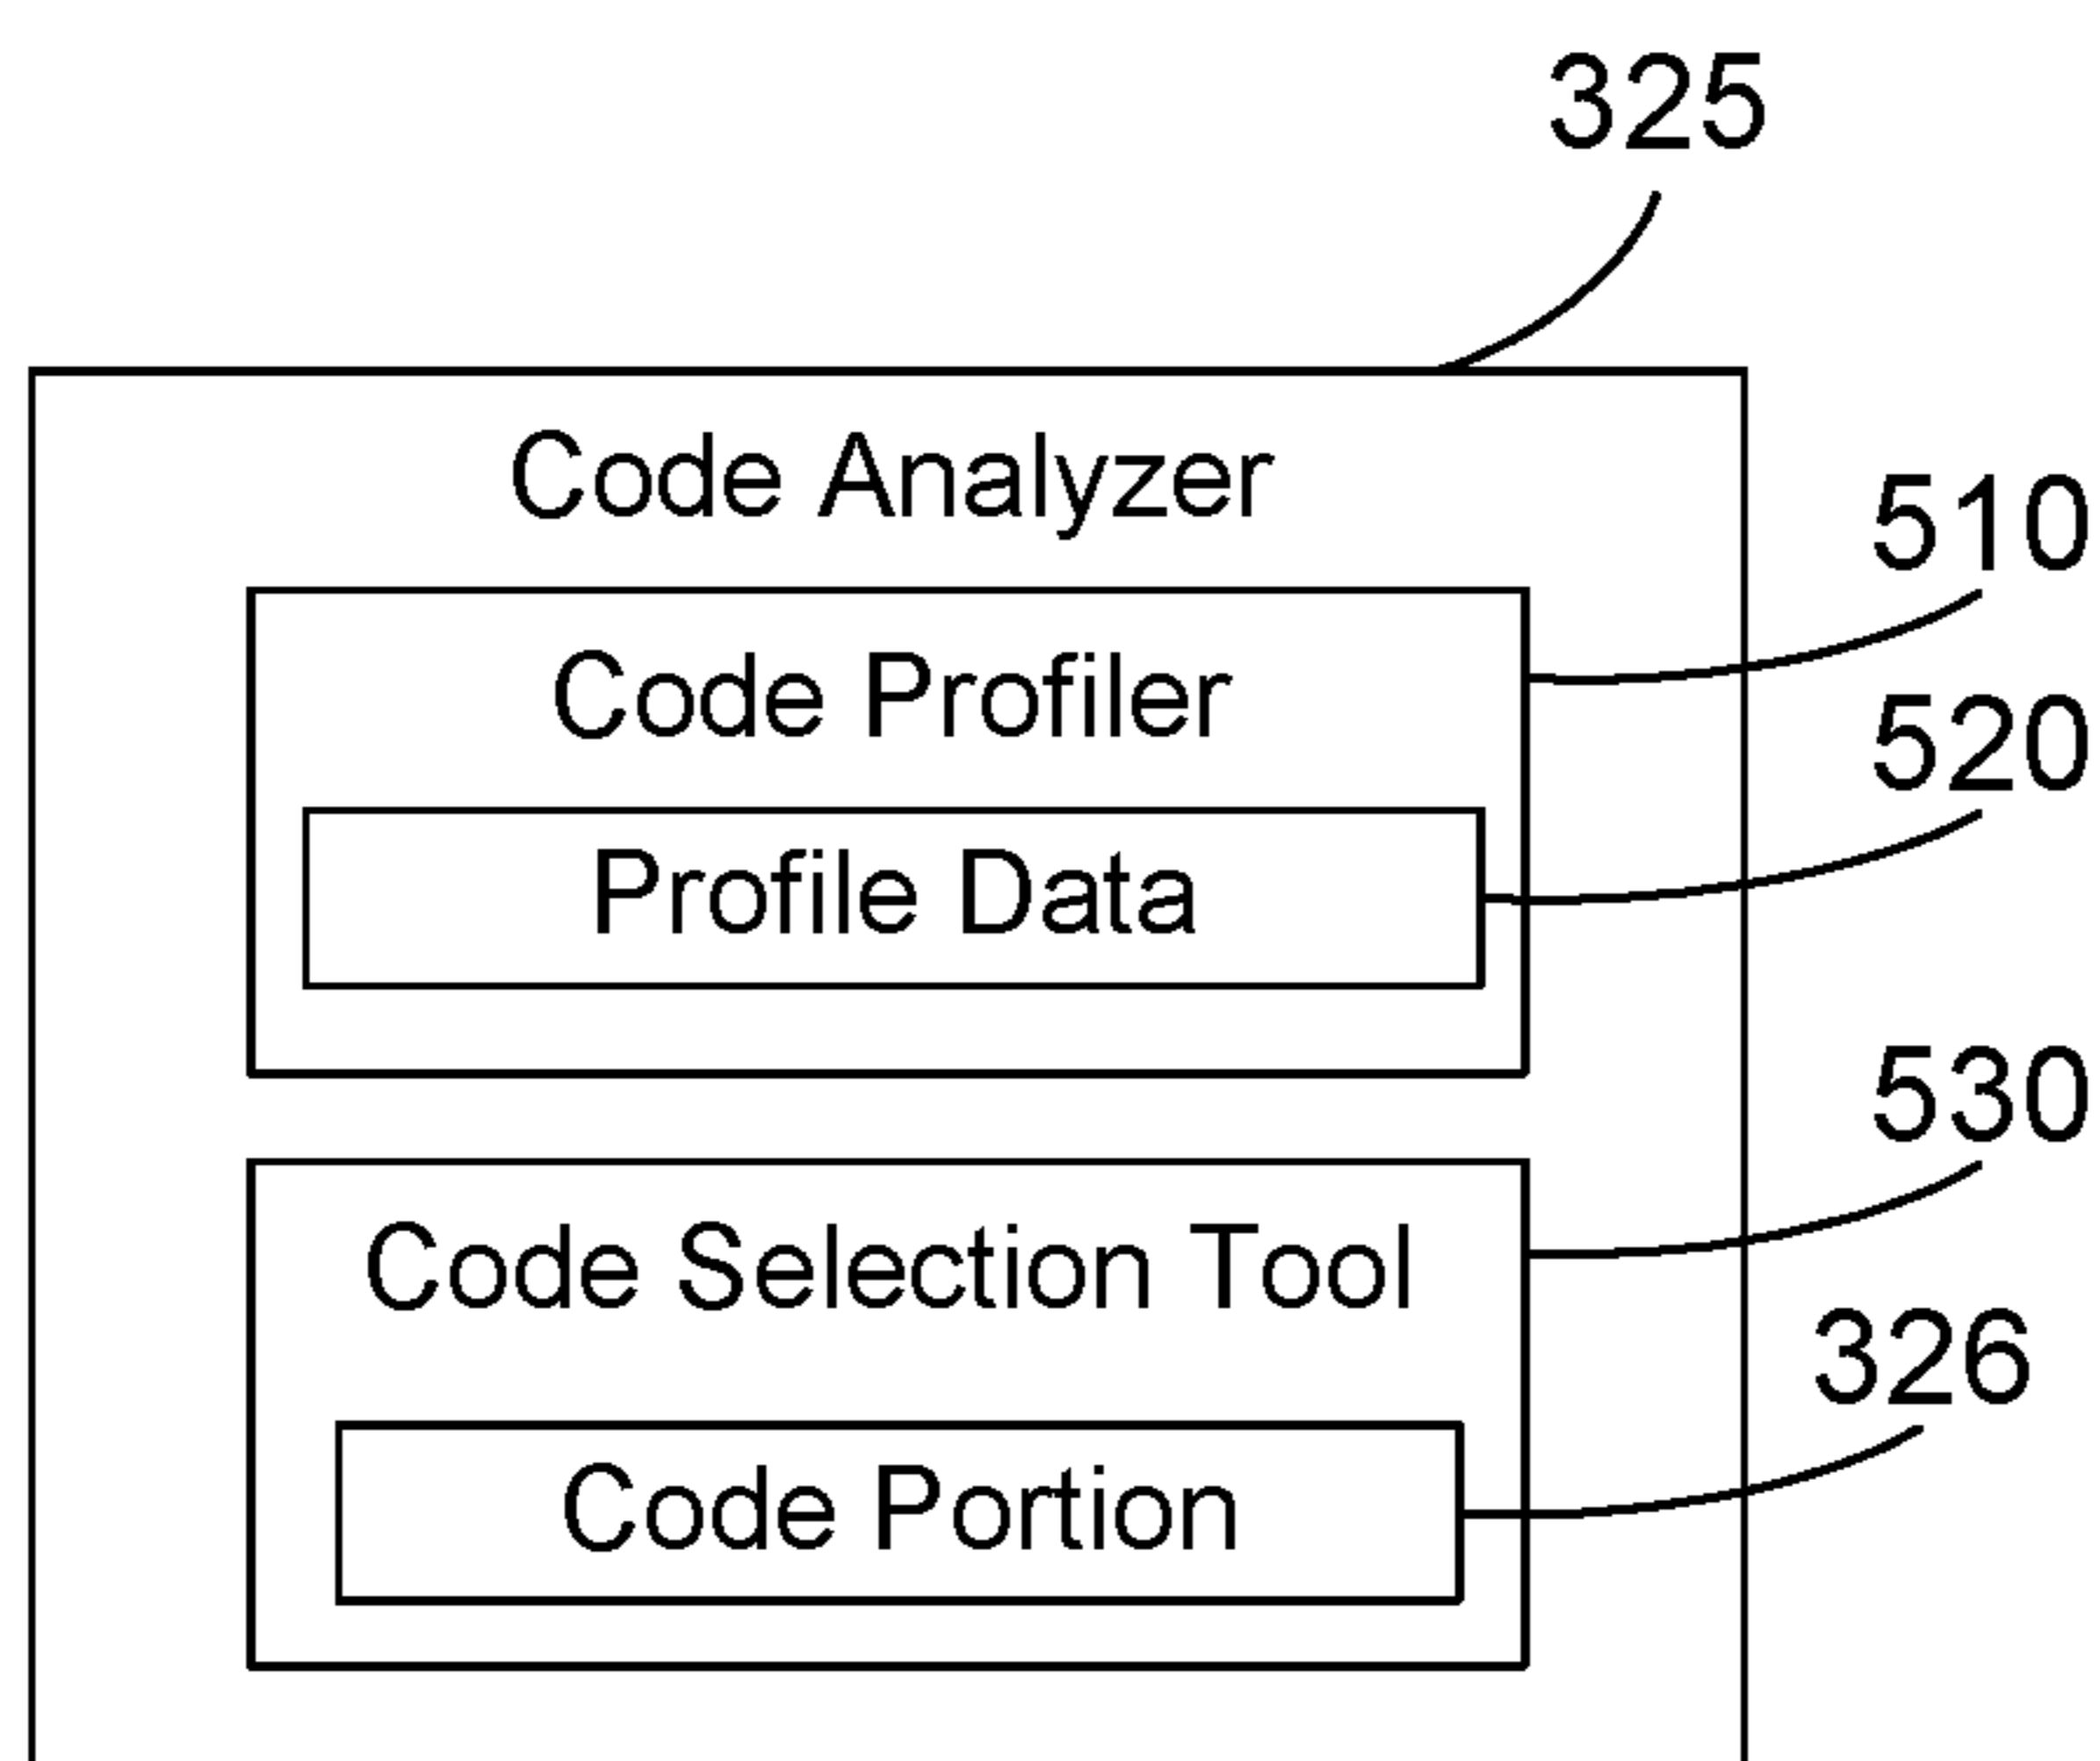 325
Code Analyzer
510
Code Profiler
520
Profile Data
530
Code Selection Tool
326
Code Portion